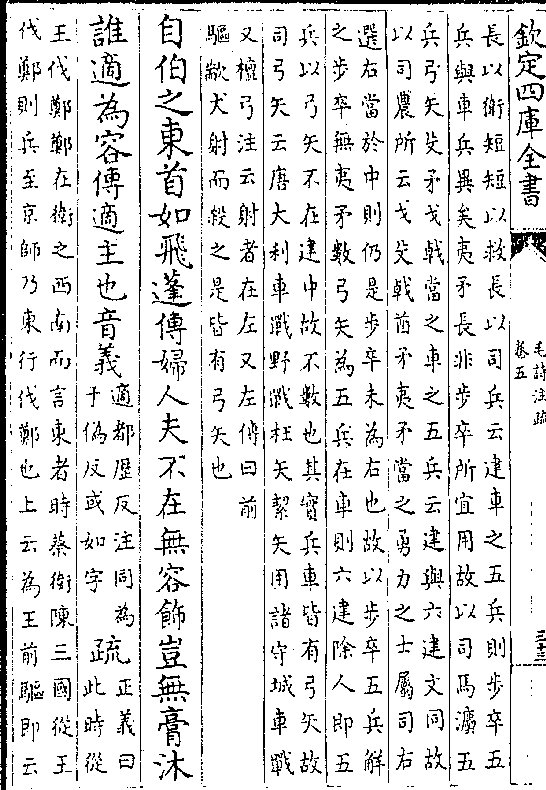 欽定四庫全書
毛詩注疏
卷五
三十三
長以衛短短以救長以司兵云建車之五兵則步卒五
兵與車兵異矣夷矛長非步卒所宜用故以司馬灋五
兵弓矢殳矛戈戟當之車之五兵云建與六建文同故
以司農所云戈殳戟酋矛夷矛當之勇力之士屬司右
選右當於中則仍是步卒未為右也故以步卒五兵解
之步卒無夷矛數弓矢為五兵在車則六建除人即五
兵以弓矢不在建中故不數也其實兵車皆有弓矢故
司弓矢云唐大利車戰野戰枉矢絜矢用諸守城車戰
又檀弓注云射者在左又左傳曰前
驅歂犬射而殺之是皆有弓矢也
自伯之東首如飛蓬傳婦人夫不在無容飾豈無膏沐
誰適為容傳適主也音義適都歴反注同為于偽反或如字疏正義曰此時從
王伐鄭鄭在衛之西南而言東者時蔡衛陳三國從王
伐鄭則兵至京師乃東行伐鄭也上云為王前驅即云